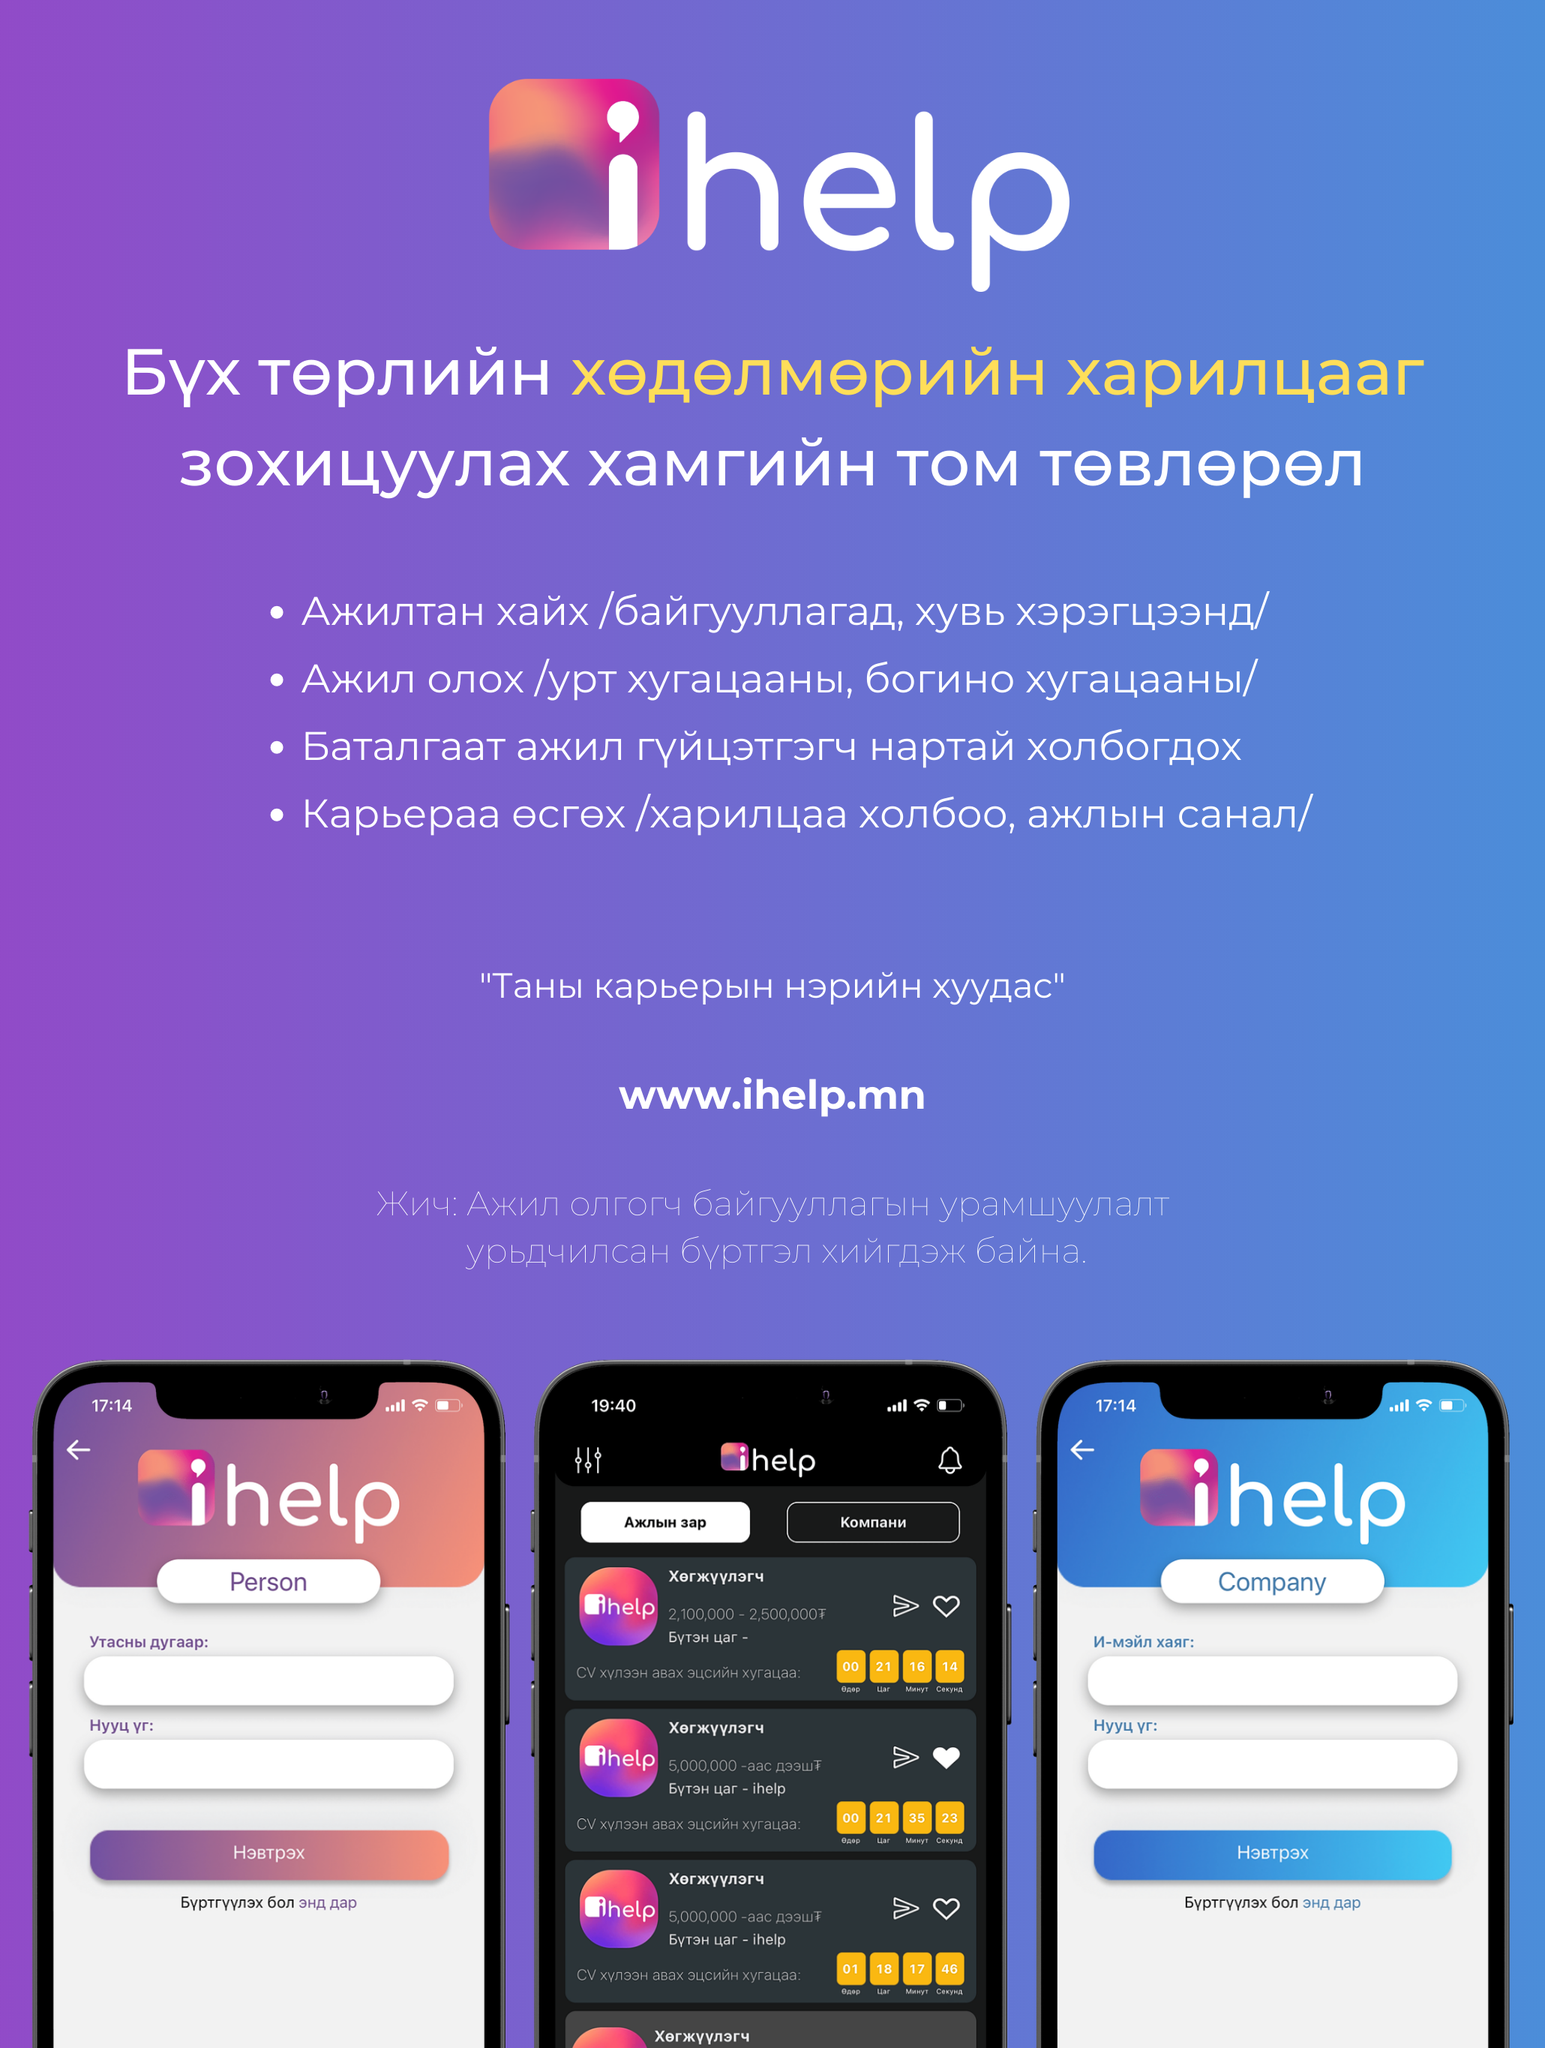 ihelp
Бүх төрлийн хөдөлмөрийн харилцааг
зохицуулах хамгийн том төвлөрөл
• Ажилтан хайх /байгууллагад, хувь хэрэгцээнд/
• Ажил олох /урт хугацааны, богино хугацааны/
• Баталгаат ажил гүйцэтгэгч нартай холбогдох
• Карьераа өсгөх /харилцаа холбоо, ажлын санал/
"Таны карьерын нэрийн хуудас"
www.ihelp.mn
Жич: Ажил олгогч байгууллагын урамшуулалт
урьдчилсан бүртгэл хийгдэж байна.
17:14
ihelp
Person
Утасны дугаар:
Нууц үг:
Нэвтрэх
Бүртгүүлэх бол энд дар
19:40
ihelp
Ажлын зар
Компани
ihelp
Хөгжүүлэгч
2,100,000 - 2,500,000₮
Бүтэн цаг -
CV хүлээн авах эцсийн хугацаа:
00 21 16 14
Өдөр Цаг Минут Секунд
ihelp
Хөгжүүлэгч
5,000,000 -аас дээш₮
Бүтэн цаг - ihelp
CV хүлээн авах эцсийн хугацаа:
00 21 35 23
Өдөр Цаг Минут Секунд
ihelp
Хөгжүүлэгч
5,000,000 -аас дээш₮
Бүтэн цаг - ihelp
CV хүлээн авах эцсийн хугацаа:
01 18 17 46
Өдөр Цаг Минут Секунд
Хөгжүүлэгч
17:14
ihelp
Company
И-мэйл хаяг:
Нууц үг:
Нэвтрэх
Бүртгүүлэх бол энд дар